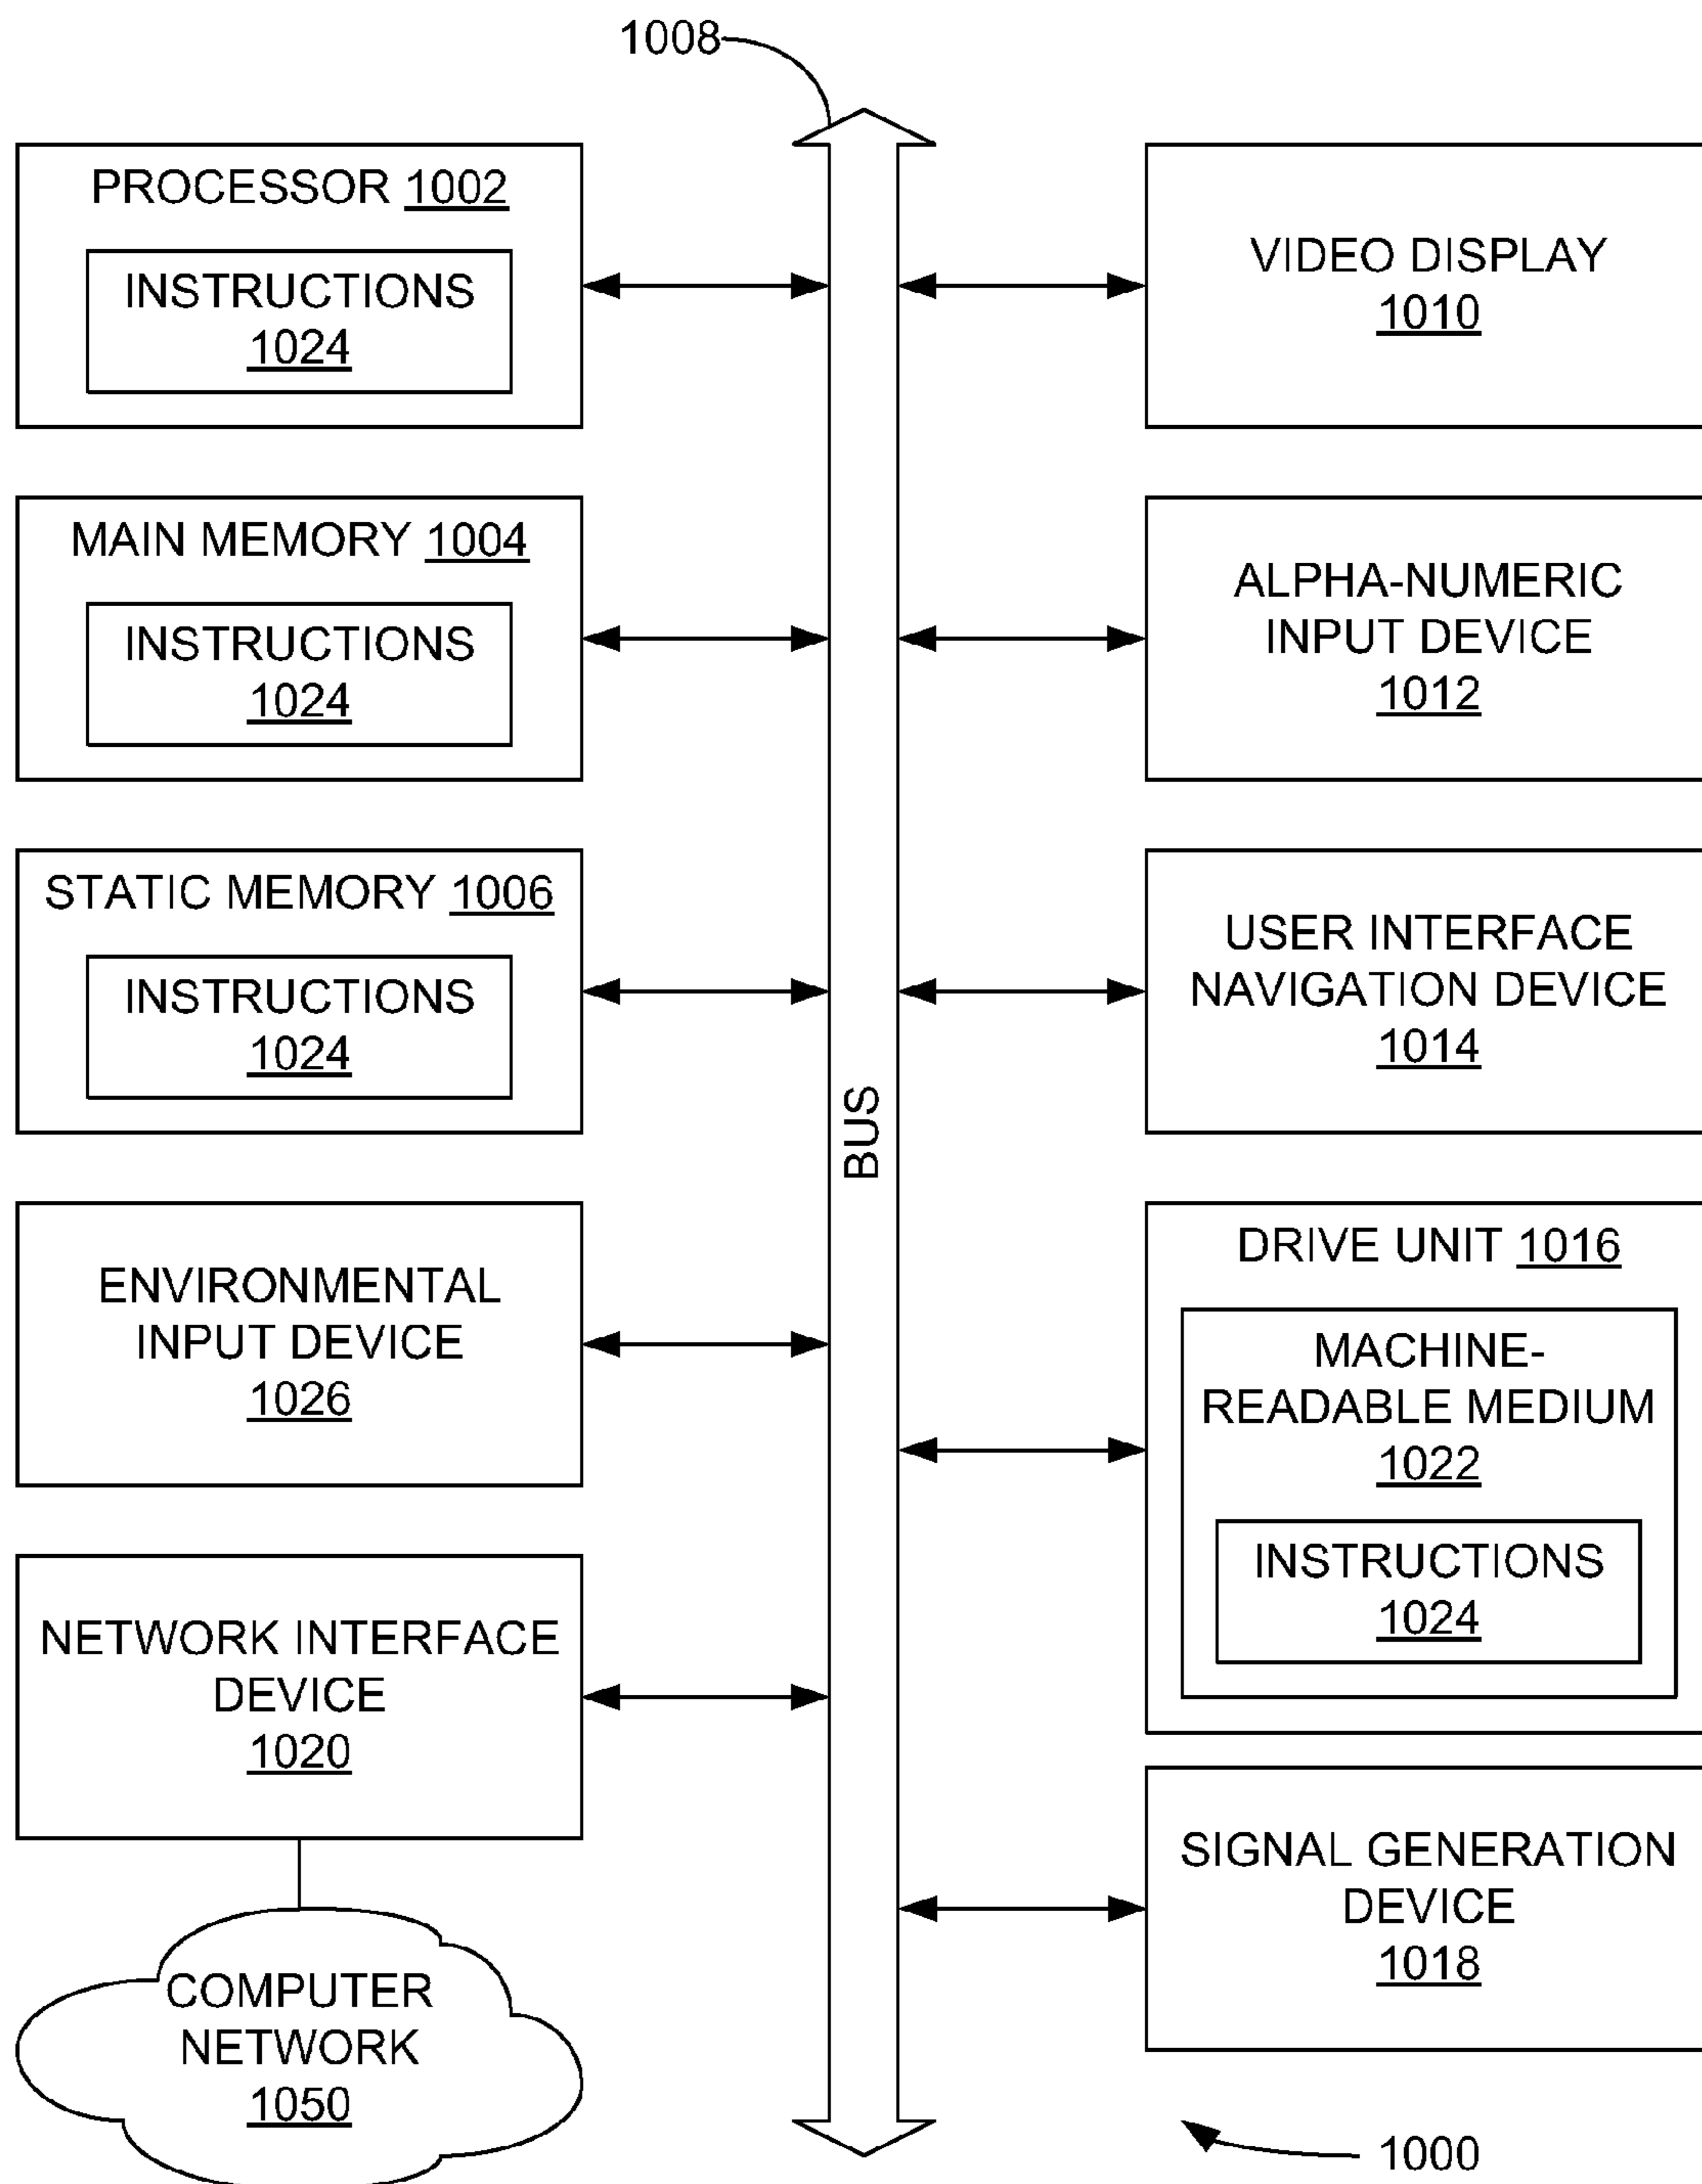 1008
PROCESSOR 1002
INSTRUCTIONS
1024
MAIN MEMORY 1004
INSTRUCTIONS
1024
STATIC MEMORY 1006
INSTRUCTIONS
1024
ENVIRONMENTAL
INPUT DEVICE
1026
NETWORK INTERFACE
DEVICE
1020
COMPUTER
NETWORK
1050
BUS
VIDEO DISPLAY
1010
ALPHA-NUMERIC
INPUT DEVICE
1012
USER INTERFACE
NAVIGATION DEVICE
1014
DRIVE UNIT 1016
MACHINE-
READABLE MEDIUM
1022
INSTRUCTIONS
1024
SIGNAL GENERATION
DEVICE
1018
1000